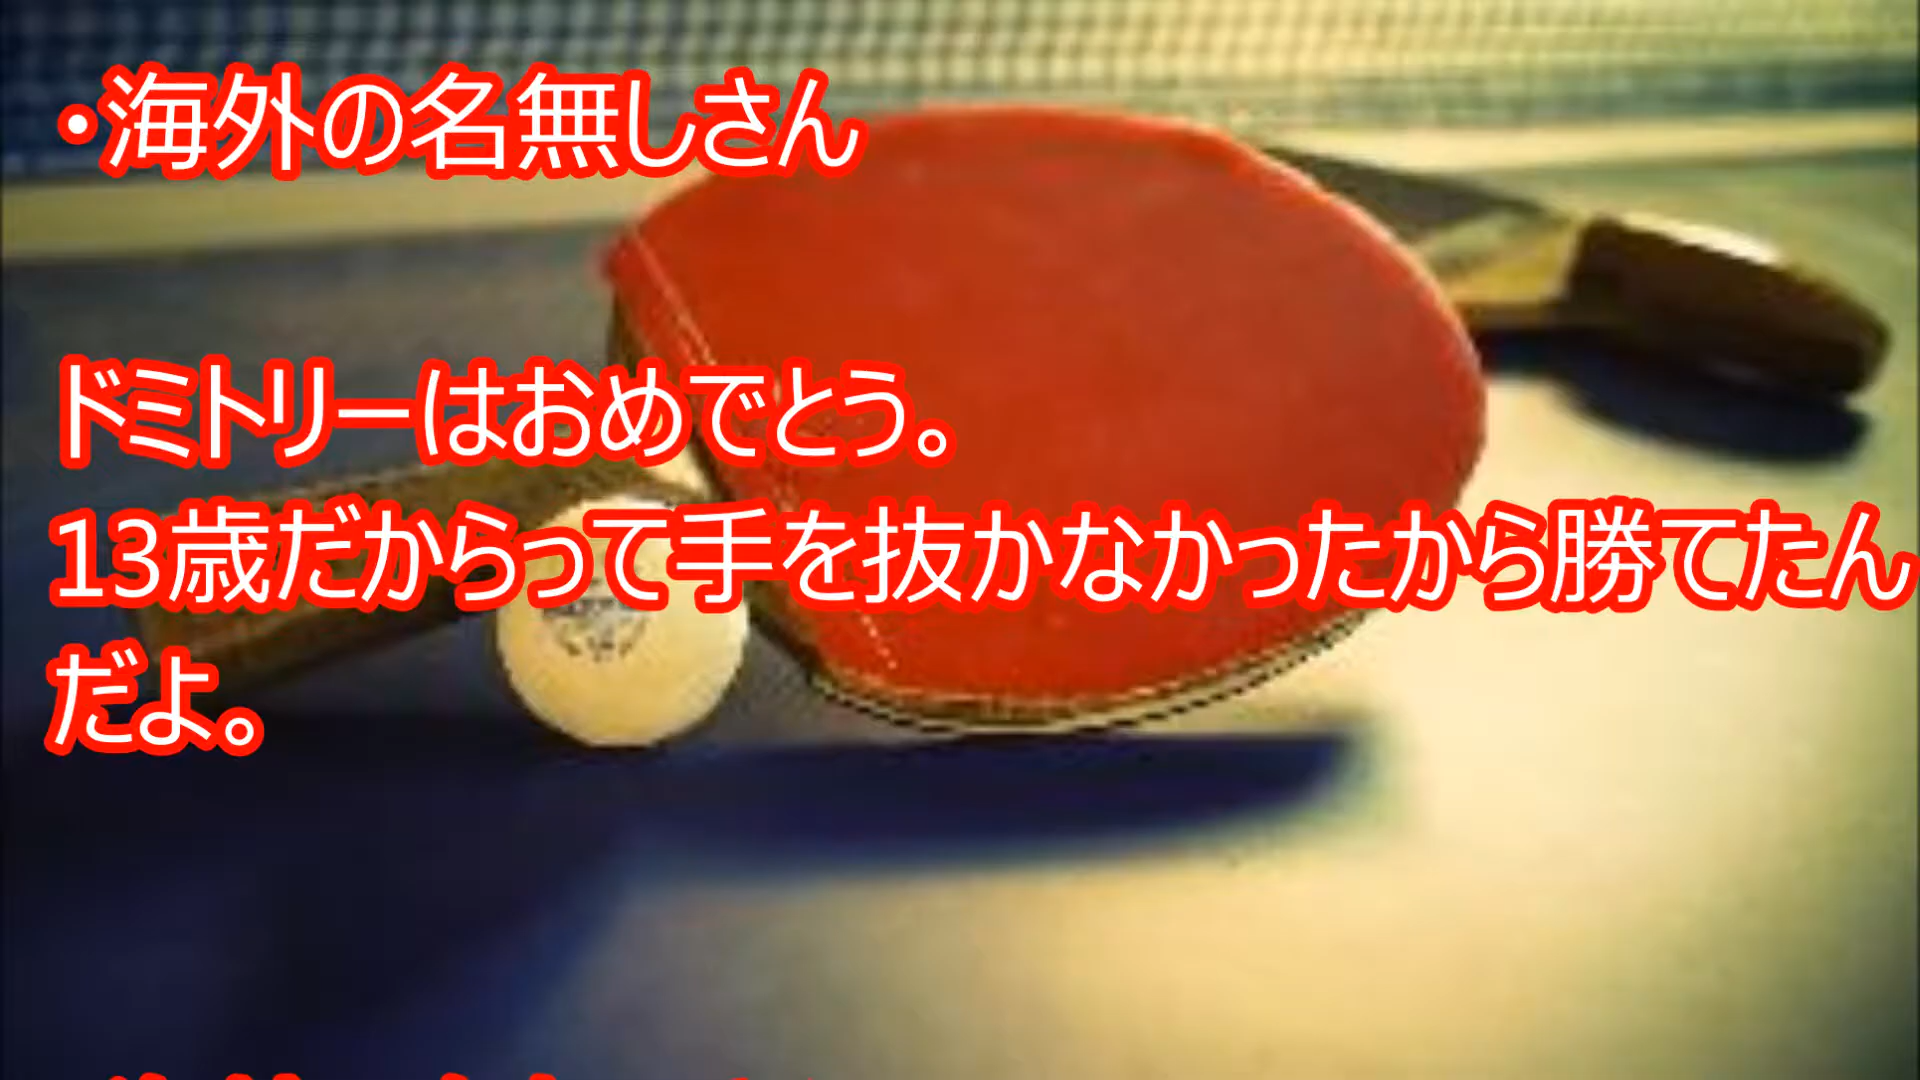 ・海外の名無しさん
ドミトリーはおめでとう。
13歳だからって手を抜かなかったから勝てたん
だよ。